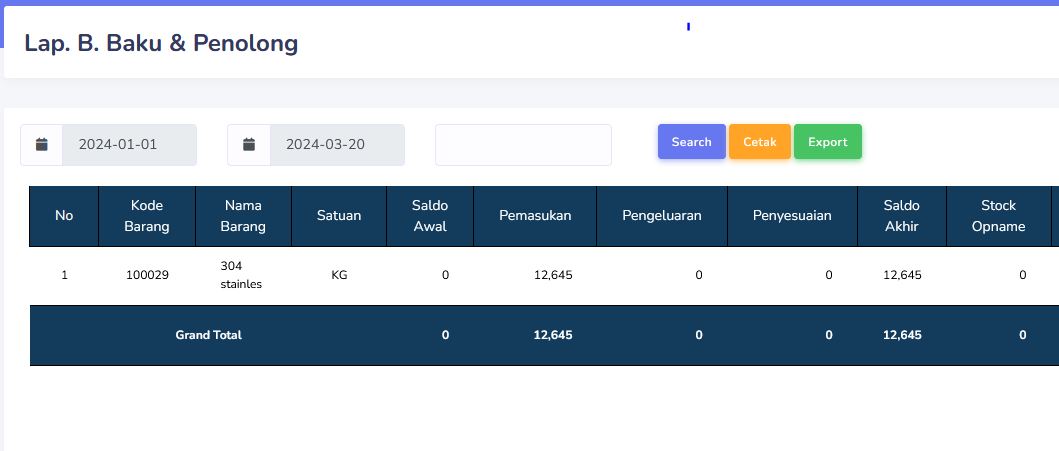 Lap. B. Baku & Penolong
2024-01-01 2024-03-20 Search Cetak Export
No Kode Barang Nama Barang Satuan Saldo Awal Pemasukan Pengeluaran Penyesuaian Saldo Akhir Stock Opname
1 100029 304 stainles KG 0 12,645 0 0 12,645 0
Grand Total 0 12,645 0 0 12,645 0